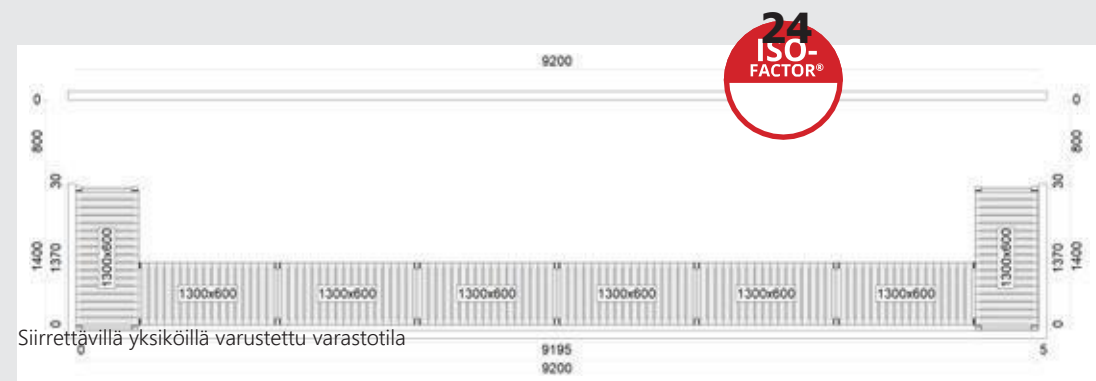 24
ISO-
FACTOR®
9200
0 0
800 800
30 30
1400 1370 1370 1400
1300x600 1300x600
1300x600 1300x600 1300x600 1300x600 1300x600 1300x600
0 0
Siirrettävillä yksiköillä varustettu varastotila
0 9195 5
9200